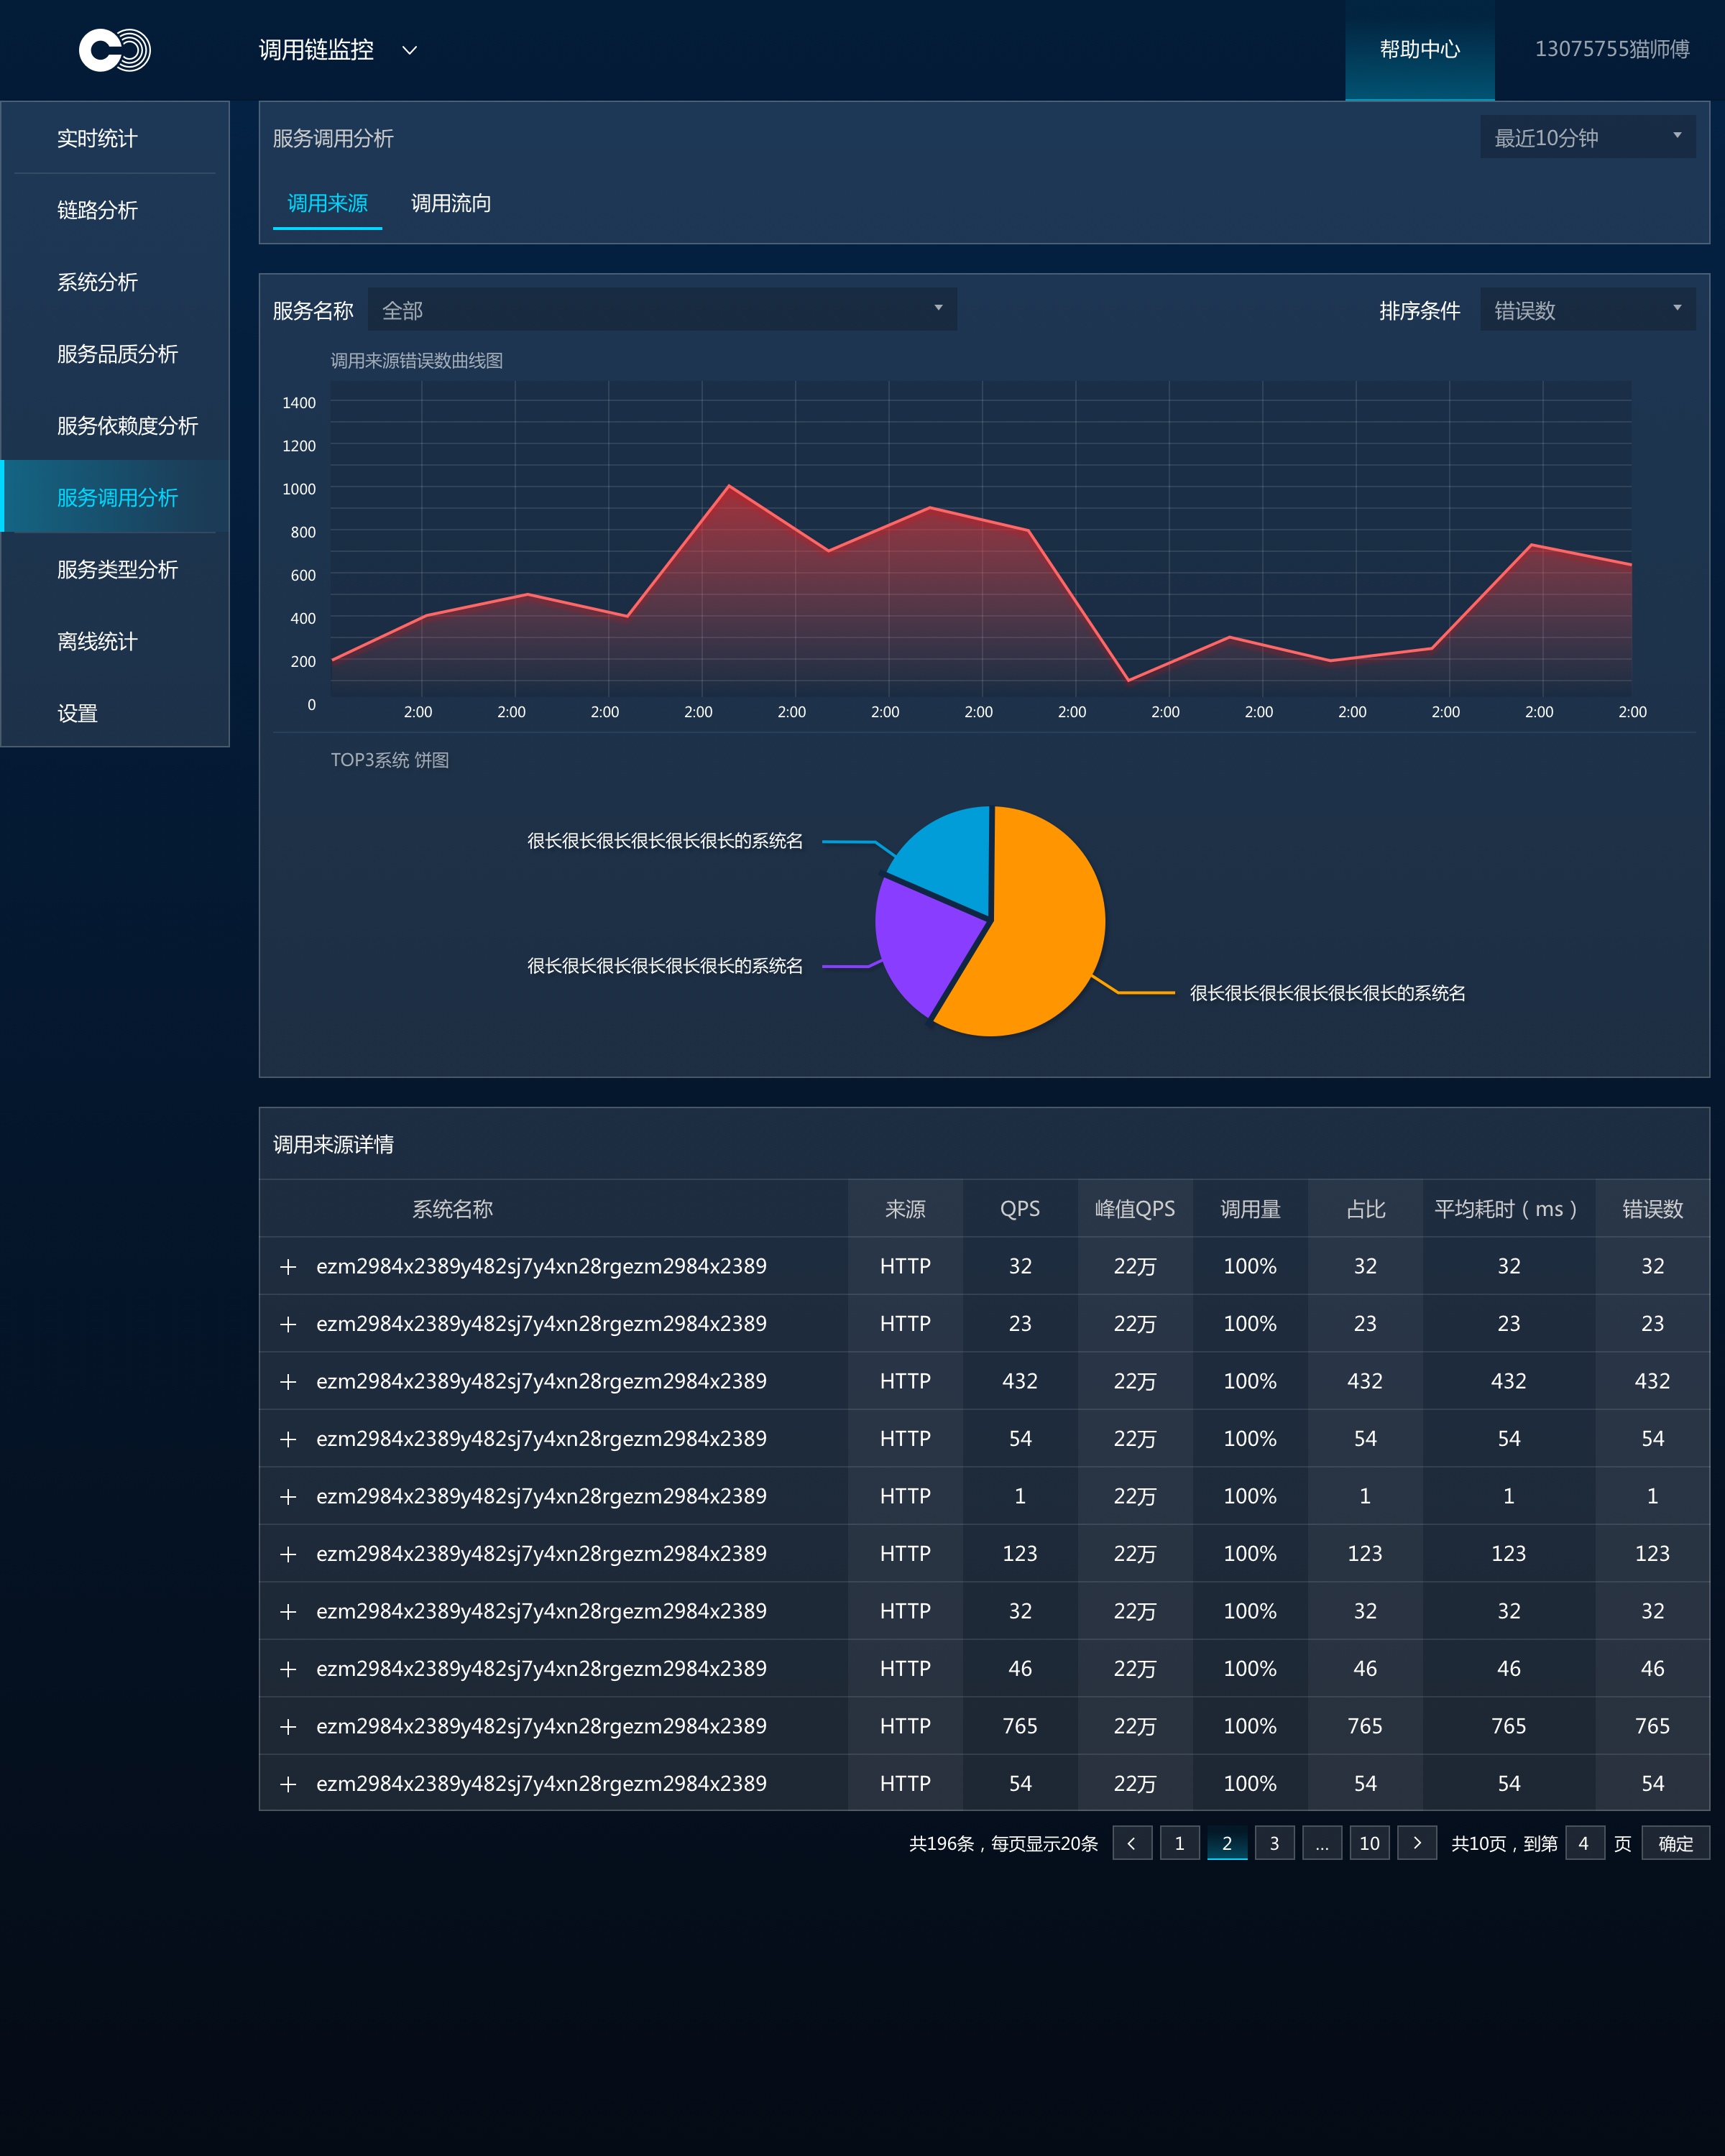 调用链监控
帮助中心
13075755猫师傅
实时统计
链路分析
系统分析
服务品质分析
服务依赖度分析
服务调用分析
服务类型分析
离线统计
设置
服务调用分析
最近10分钟
调用来源 调用流向
服务名称 全部
排序条件 错误数
调用来源错误数曲线图
1400
1200
1000
800
600
400
200
0
2:00 2:00 2:00 2:00 2:00 2:00 2:00 2:00 2:00 2:00 2:00 2:00 2:00 2:00
TOP3系统 饼图
很长很长很长很长很长很长的系统名
很长很长很长很长很长很长的系统名
很长很长很长很长很长很长的系统名
调用来源详情
系统名称 来源 QPS 峰值QPS 调用量 占比 平均耗时（ms） 错误数
ezm2984x2389y482sj7y4xn28rgezm2984x2389 HTTP 32 22万 100% 32 32 32
ezm2984x2389y482sj7y4xn28rgezm2984x2389 HTTP 23 22万 100% 23 23 23
ezm2984x2389y482sj7y4xn28rgezm2984x2389 HTTP 432 22万 100% 432 432 432
ezm2984x2389y482sj7y4xn28rgezm2984x2389 HTTP 54 22万 100% 54 54 54
ezm2984x2389y482sj7y4xn28rgezm2984x2389 HTTP 1 22万 100% 1 1 1
ezm2984x2389y482sj7y4xn28rgezm2984x2389 HTTP 123 22万 100% 123 123 123
ezm2984x2389y482sj7y4xn28rgezm2984x2389 HTTP 32 22万 100% 32 32 32
ezm2984x2389y482sj7y4xn28rgezm2984x2389 HTTP 46 22万 100% 46 46 46
ezm2984x2389y482sj7y4xn28rgezm2984x2389 HTTP 765 22万 100% 765 765 765
ezm2984x2389y482sj7y4xn28rgezm2984x2389 HTTP 54 22万 100% 54 54 54
共196条，每页显示20条 < 1 2 3 ... 10 > 共10页，到第 4 页 确定